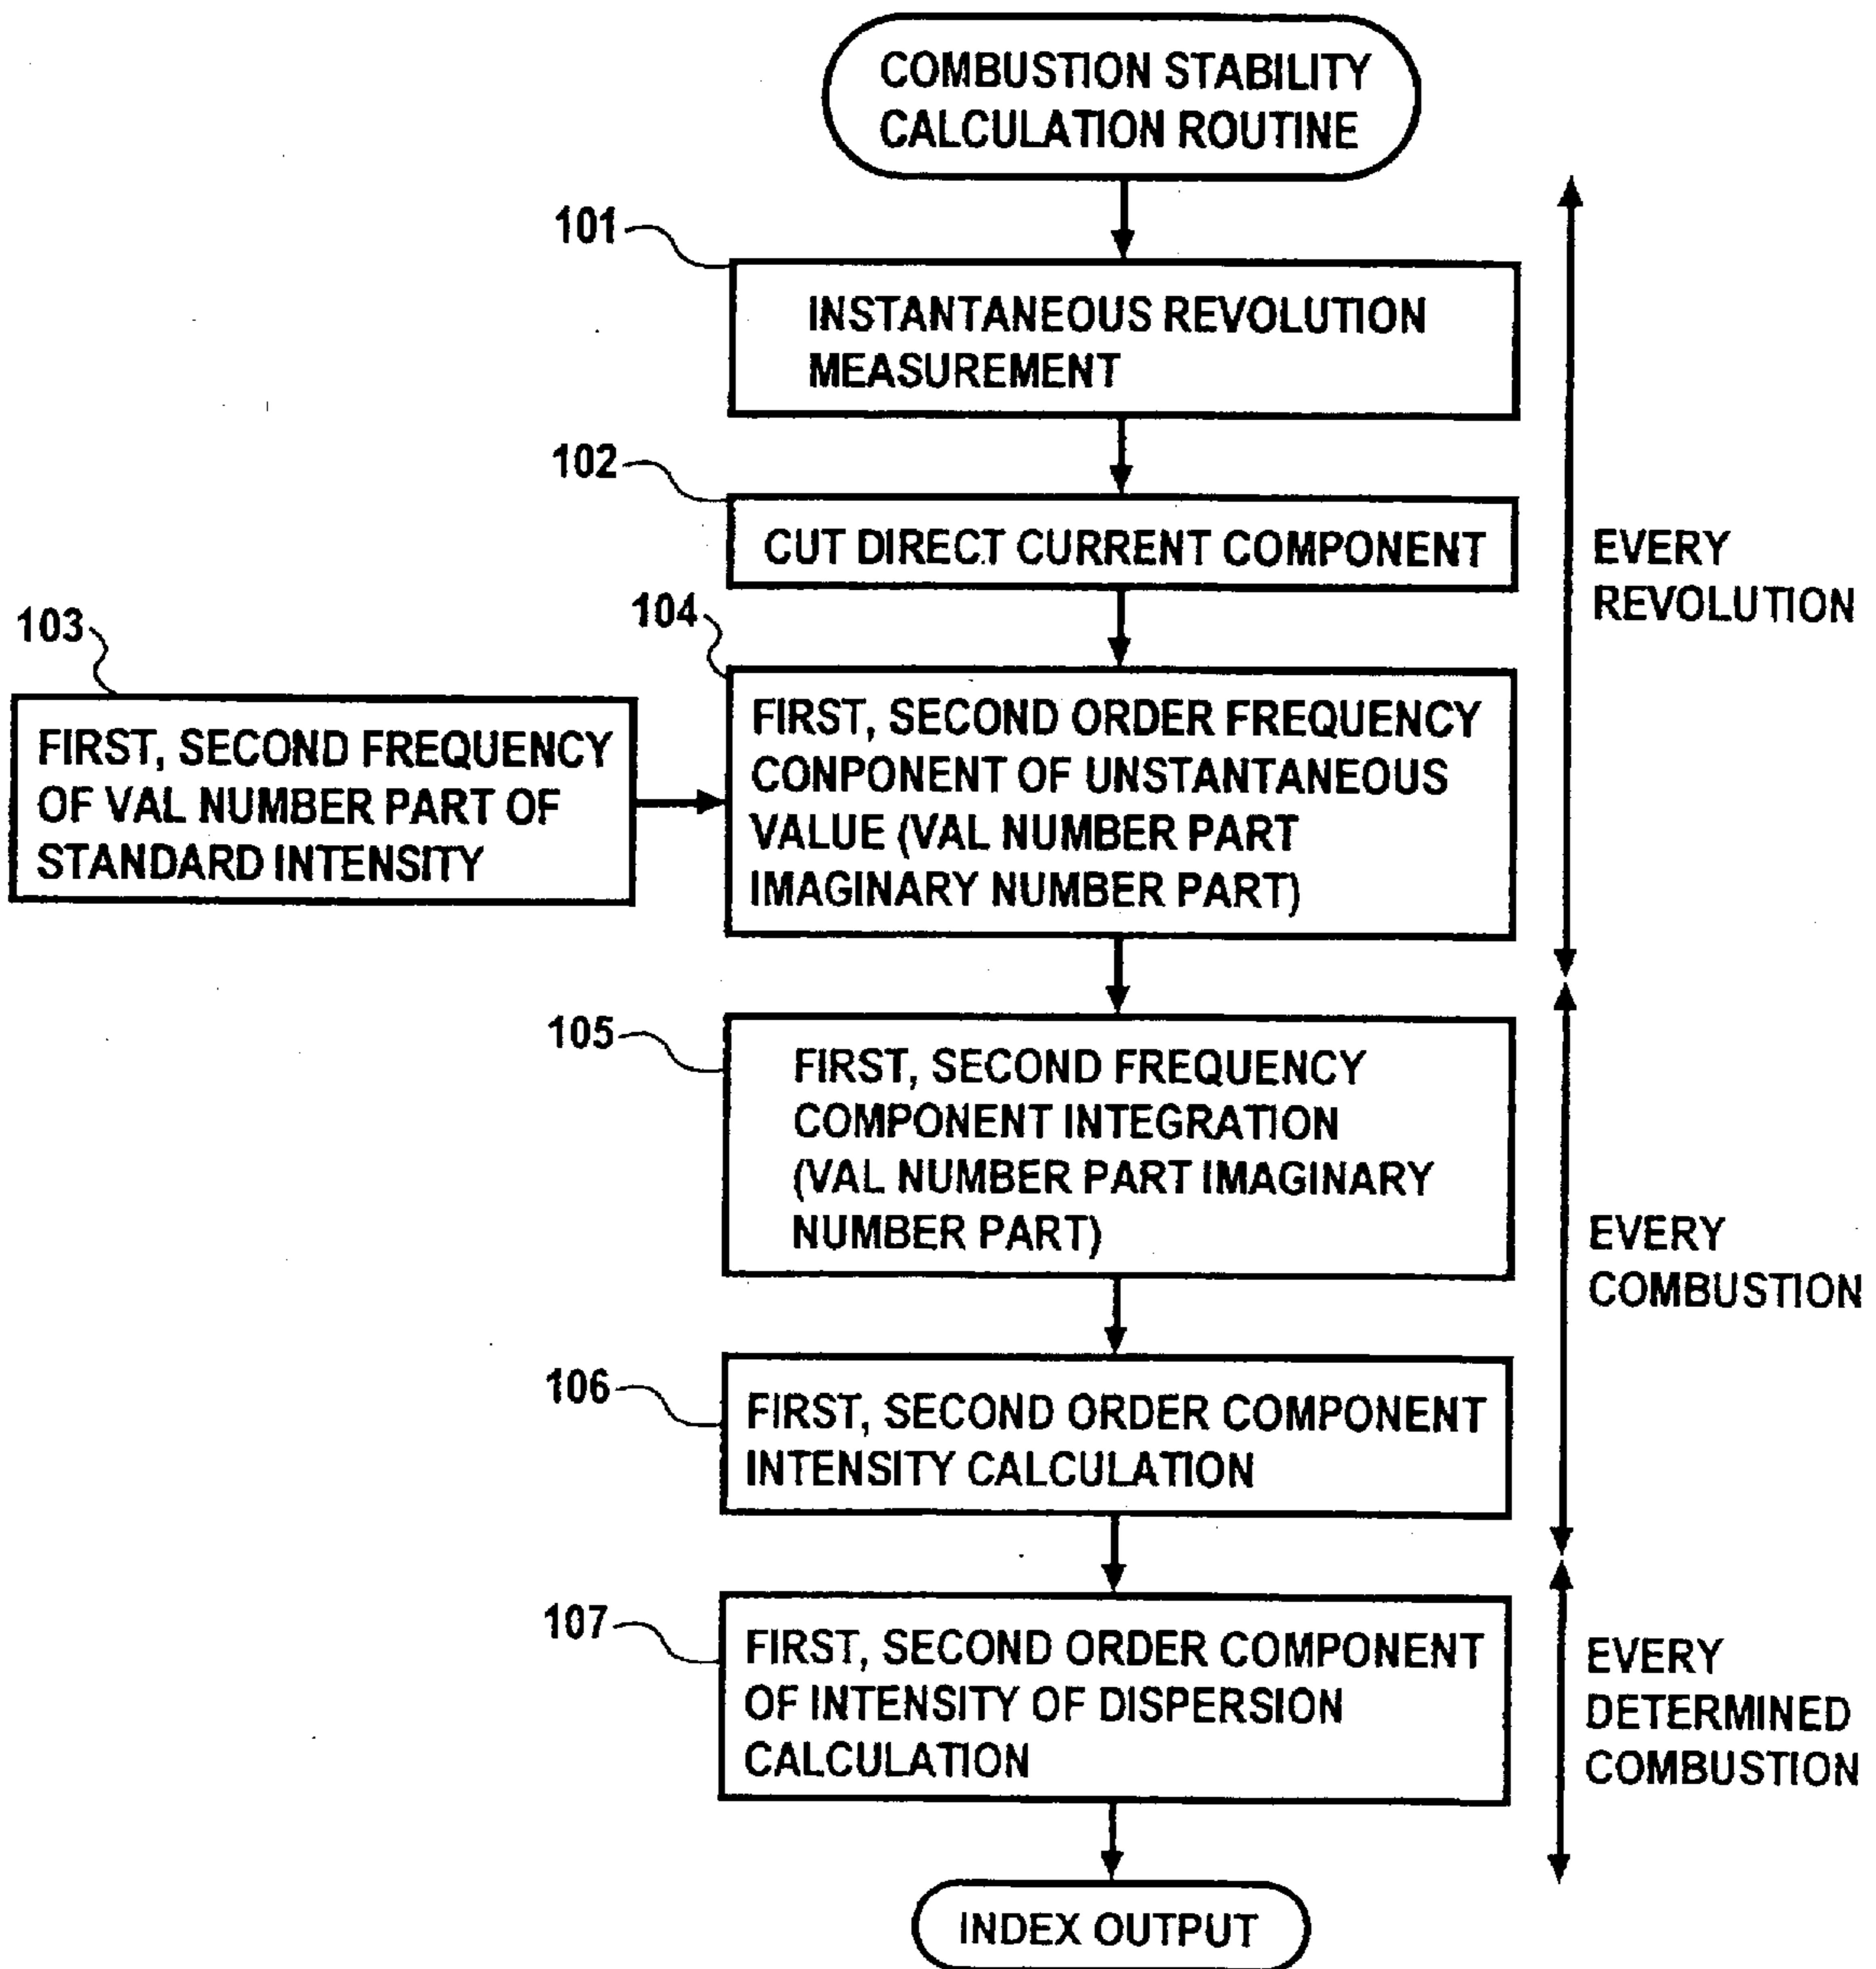 COMBUSTION STABILITY
CALCULATION ROUTINE
101
INSTANTANEOUS REVOLUTION
MEASUREMENT
102
CUT DIRECT CURRENT COMPONENT
EVERY
REVOLUTION
103
FIRST, SECOND FREQUENCY
OF VAL NUMBER PART OF
STANDARD INTENSITY
104
FIRST, SECOND ORDER FREQUENCY
CONPONENT OF UNSTANTANEOUS
VALUE (VAL NUMBER PART
IMAGINARY NUMBER PART)
105
FIRST, SECOND FREQUENCY
COMPONENT INTEGRATION
(VAL NUMBER PART IMAGINARY
NUMBER PART)
EVERY
COMBUSTION
106
FIRST, SECOND ORDER COMPONENT
INTENSITY CALCULATION
107
FIRST, SECOND ORDER COMPONENT
OF INTENSITY OF DISPERSION
CALCULATION
EVERY
DETERMINED
COMBUSTION
INDEX OUTPUT